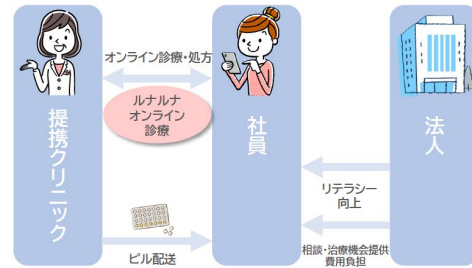 オンライン診療・処方
ルナルナ
オンライン
診療
提携クリニック
社員
法人
リテラシー
向上
ピル配送
相談・治療機会提供
費用負担